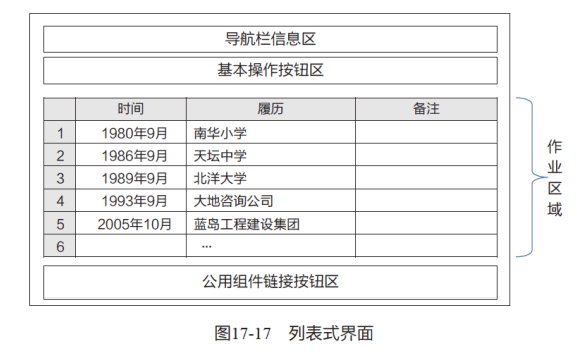 导航栏信息区
基本操作按钮区
时间 履历 备注
1 1980年9月 南华小学
2 1986年9月 天坛中学
3 1989年9月 北洋大学
4 1993年9月 大地咨询公司
5 2005年10月 蓝岛工程建设集团
6 ...
作业区域
公用组件链接按钮区
图17-17 列表式界面